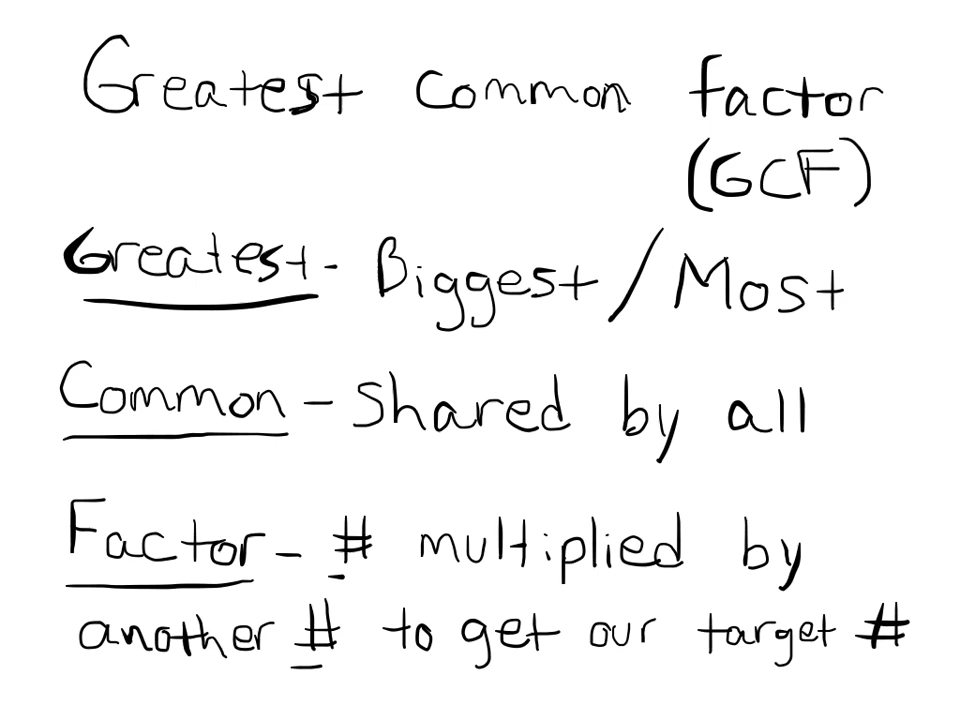 Greatest Common factor
(GCF)
Greatest - Biggest / Most
Common - Shared by all
Factor - # multiplied by
another # to get our target #